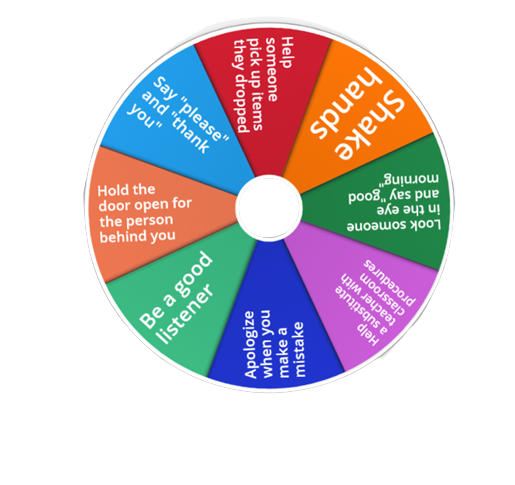 Help
someone
pick up items
they dropped
Shake
hands
Look someone
in the eye
and say "good
morning"
Help
a substitute
teacher with
classroom
procedures
Apologize
when you
make a
mistake
Be a good
listener
Hold the
door open for
the person
behind you
Say "please"
and "thank
you"